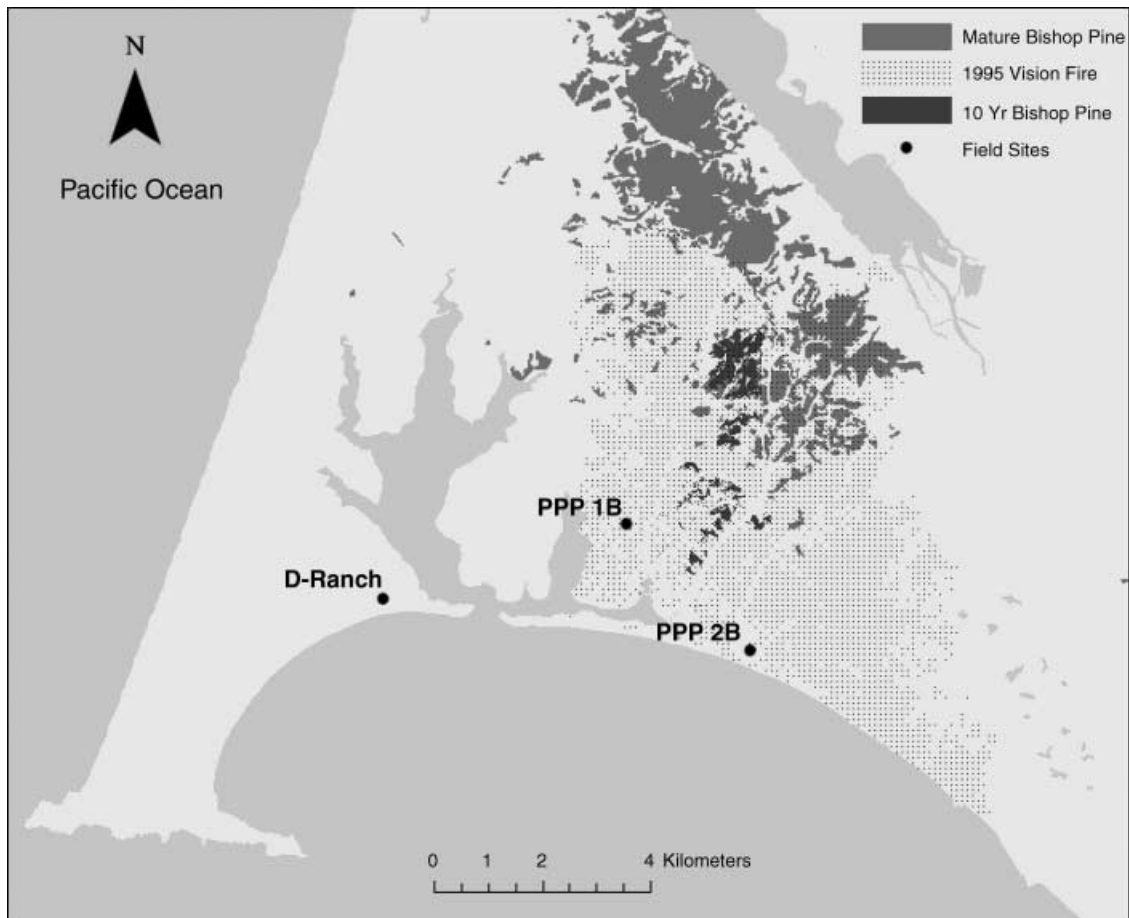 N
Pacific Ocean
Mature Bishop Pine
1995 Vision Fire
10 Yr Bishop Pine
Field Sites
PPP 1B
D-Ranch
PPP 2B
0 1 2 4 Kilometers